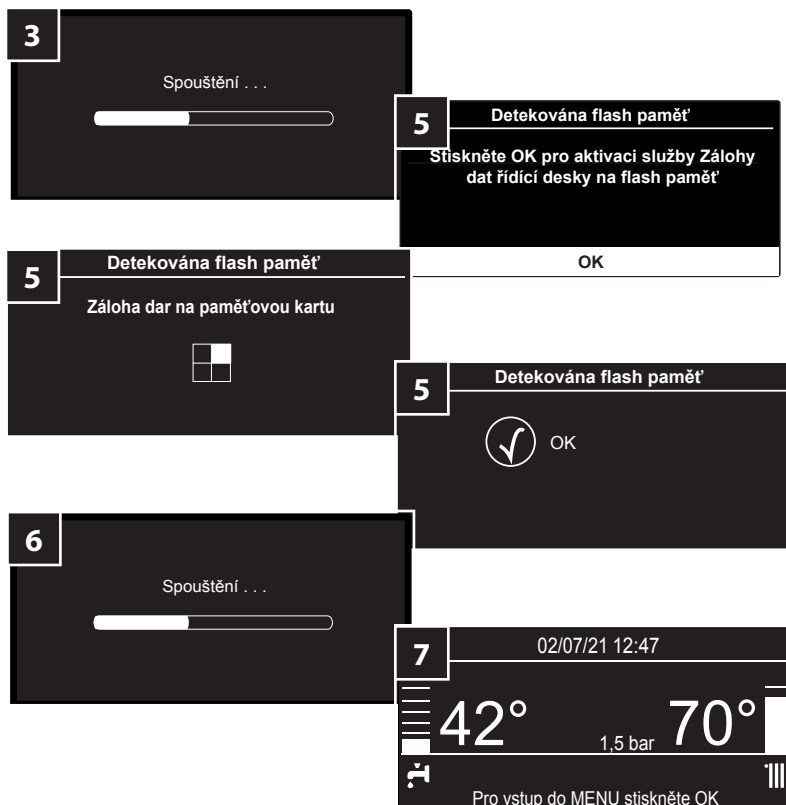 3
Spouštění . . .
5
Detekována flash paměť
Stiskněte OK pro aktivaci služby Zálohy
dat řídící desky na flash paměť
OK
5
Detekována flash paměť
Záloha dar na paměťovou kartu
5
Detekována flash paměť
OK
6
Spouštění . . .
7
02/07/21 12:47
42°
1,5 bar
70°
Pro vstup do MENU stiskněte OK